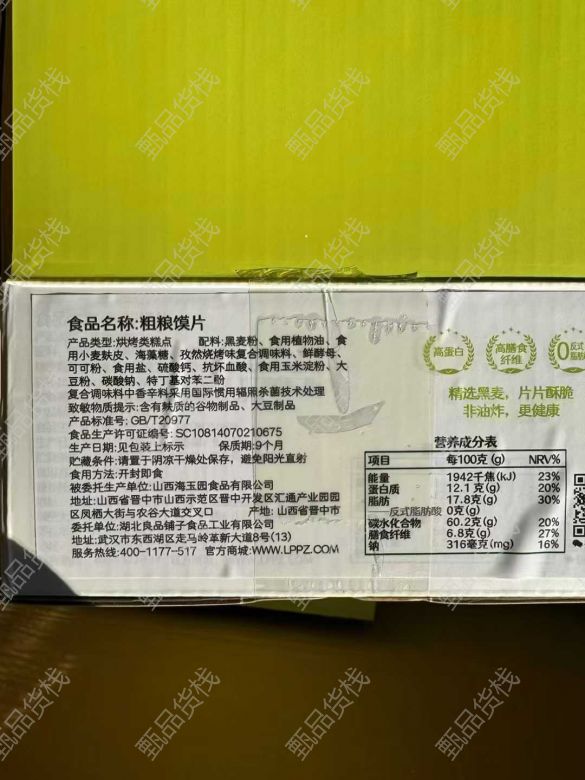 食品名称:粗粮馍片
产品类型:烘烤类糕点 配料:黑麦粉、食用植物油、食
用小麦麸皮、海藻糖、孜然烧烤味复合调味料、鲜酵母、
可可粉、食用盐、硫酸钙、抗坏血酸、食用玉米淀粉、大
豆粉、碳酸钠、特丁基对苯二酚
复合调味料中香辛料采用国际惯用辐照杀菌技术处理
致敏物质提示:含有麸质的谷物制品、大豆制品
产品标准号:GB/T20977
食品生产许可证编号:SC10814070210675
生产日期:见包装上标示 保质期:9个月
贮藏条件:请置于阴凉干燥处保存，避免阳光直射
食用方法:开封即食
被委托生产单位:山西海玉园食品有限公司
地址:山西省晋中市山西示范区晋中开发区汇通产业园园
区凤栖大街与农谷大道交叉口 产地:山西省晋中市
委托单位:湖北良品铺子食品工业有限公司
地址:武汉市东西湖区走马岭革新大道8号(13)
服务热线:400-1177-517 官方商城:WWW.LPPZ.COM
高蛋白
高膳食
纤维
0反式
脂肪
精选黑麦，片片酥脆
非油炸，更健康
营养成分表
项目 每100克(g) NRV%
能量 1942千焦(kJ) 23%
蛋白质 12.1克(g) 20%
脂肪 17.8克(g) 30%
反式脂肪酸 0克(g)
碳水化合物 60.2克(g) 20%
膳食纤维 6.8克(g) 27%
钠 316毫克(mg) 16%
甄品货栈